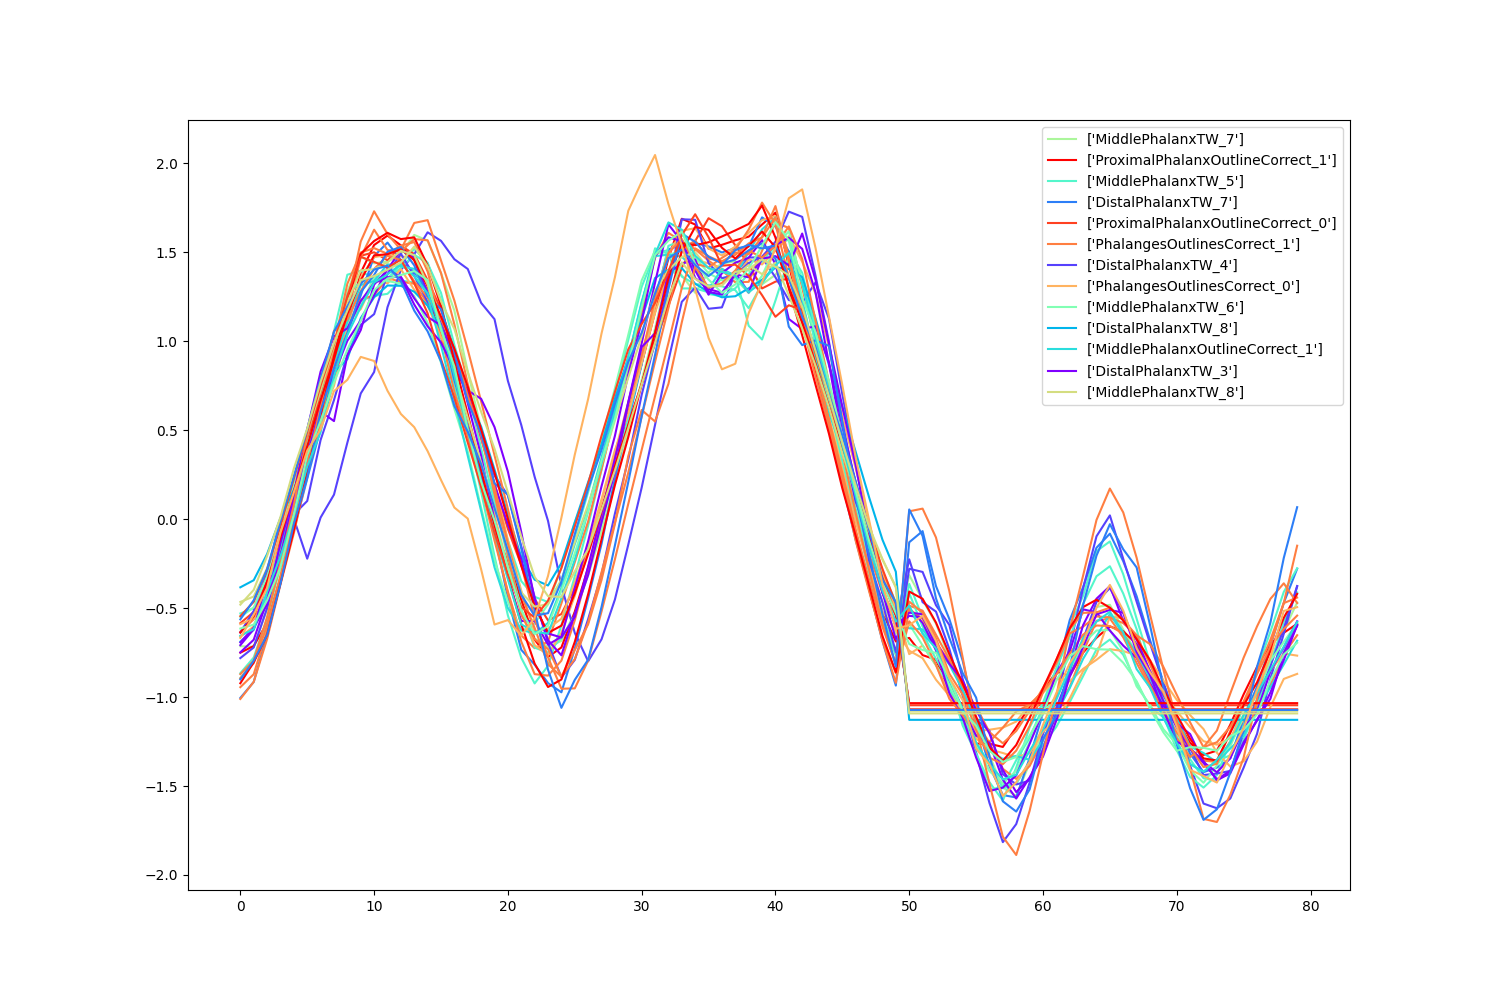 2.0
1.5
1.0
0.5
0.0
−0.5
−1.0
−1.5
−2.0
0 10 20 30 40 50 60 70 80
['MiddlePhalanxTW_7']
['ProximalPhalanxOutlineCorrect_1']
['MiddlePhalanxTW_5']
['DistalPhalanxTW_7']
['ProximalPhalanxOutlineCorrect_0']
['PhalangesOutlinesCorrect_1']
['DistalPhalanxTW_4']
['PhalangesOutlinesCorrect_0']
['MiddlePhalanxTW_6']
['DistalPhalanxTW_8']
['MiddlePhalanxOutlineCorrect_1']
['DistalPhalanxTW_3']
['MiddlePhalanxTW_8']